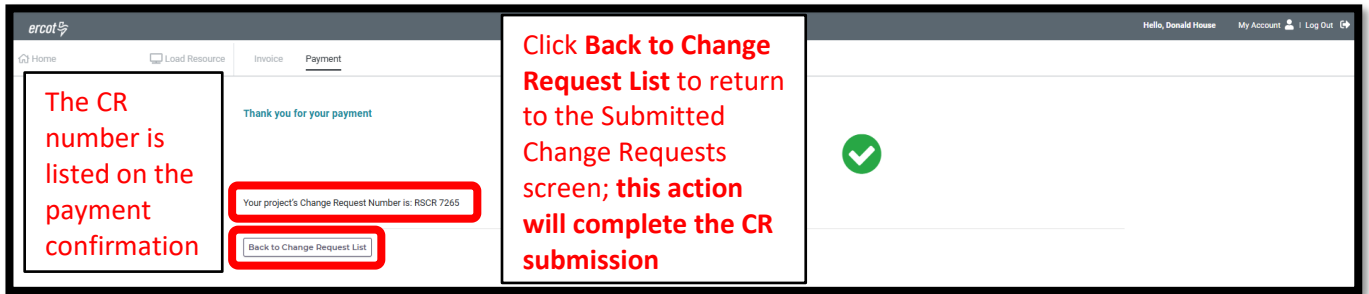 ercot
Hello, Donald House My Account | Log Out
Home Load Resource Invoice Payment
The CR
number is
listed on the
payment
confirmation
Thank you for your payment
Your project's Change Request Number is: RSCR 7265
Back to Change Request List
Click Back to Change
Request List to return
to the Submitted
Change Requests
screen; this action
will complete the CR
submission